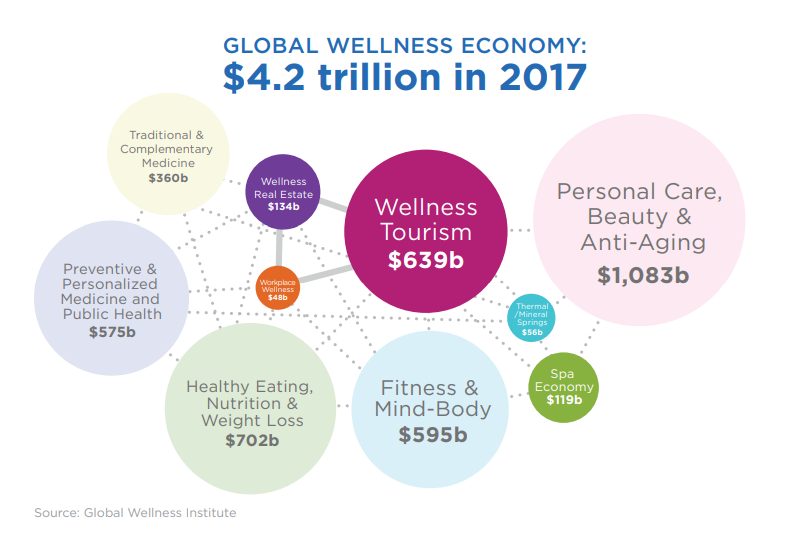 GLOBAL WELLNESS ECONOMY:
$4.2 trillion in 2017
Traditional &
Complementary
Medicine
$360b
Wellness
Real Estate
$134b
Wellness
Tourism
$639b
Personal Care,
Beauty &
Anti-Aging
$1,083b
Preventive &
Personalized
Medicine and
Public Health
$575b
Workplace
Wellness
$48b
Thermal
/Mineral
Springs
$56b
Healthy Eating,
Nutrition &
Weight Loss
$702b
Fitness &
Mind-Body
$595b
Spa
Economy
$119b
Source: Global Wellness Institute